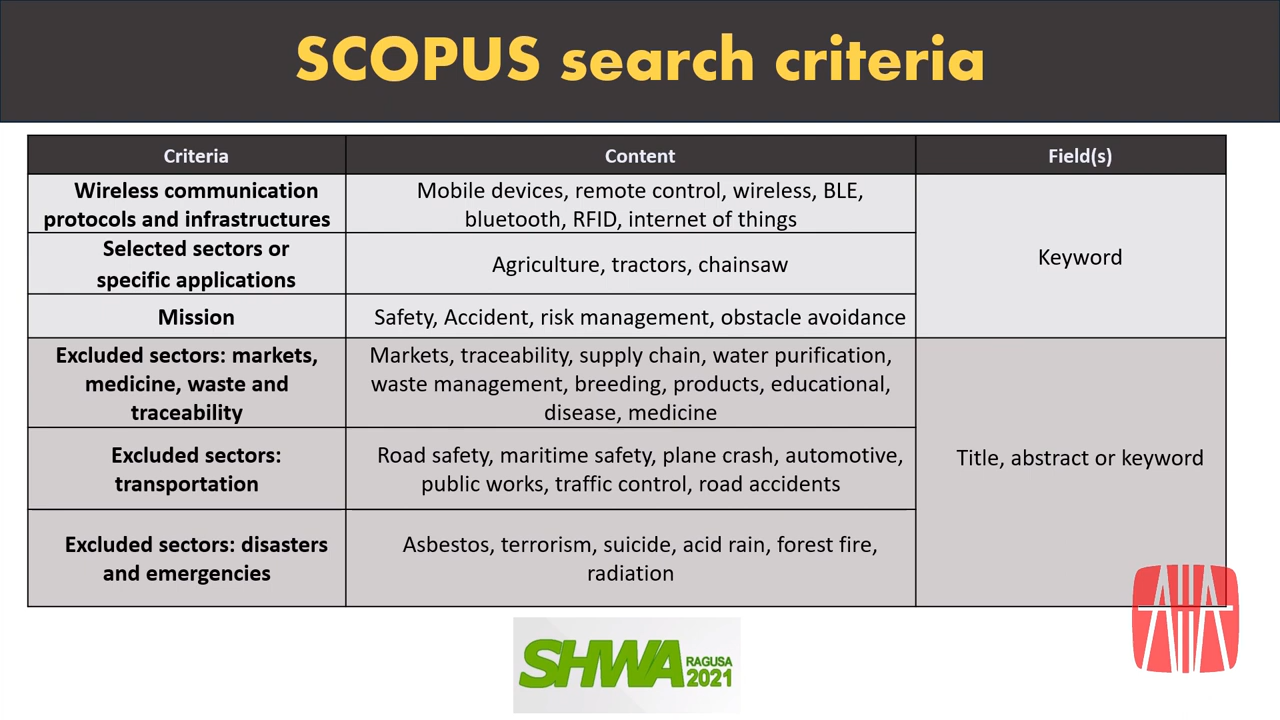 SCOPUS search criteria
Criteria
Content
Field(s)
Wireless communication
protocols and infrastructures
Mobile devices, remote control, wireless, BLE,
bluetooth, RFID, internet of things
Keyword
Selected sectors or
specific applications
Agriculture, tractors, chainsaw
Mission
Safety, Accident, risk management, obstacle avoidance
Excluded sectors: markets,
medicine, waste and
traceability
Markets, traceability, supply chain, water purification,
waste management, breeding, products, educational,
disease, medicine
Title, abstract or keyword
Excluded sectors:
transportation
Road safety, maritime safety, plane crash, automotive,
public works, traffic control, road accidents
Excluded sectors: disasters
and emergencies
Asbestos, terrorism, suicide, acid rain, forest fire,
radiation
SHWA
RAGUSA
2021